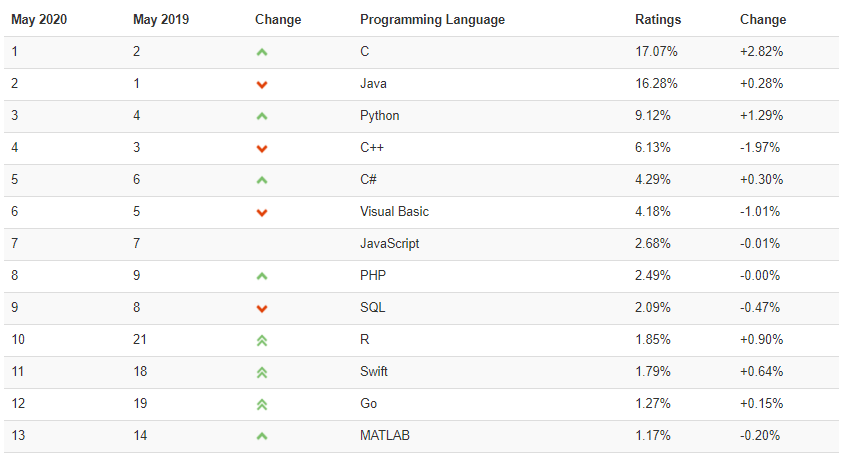 May 2020 May 2019 Change Programming Language Ratings Change
1 2 C 17.07% +2.82%
2 1 Java 16.28% +0.28%
3 4 Python 9.12% +1.29%
4 3 C++ 6.13% -1.97%
5 6 C# 4.29% +0.30%
6 5 Visual Basic 4.18% -1.01%
7 7 JavaScript 2.68% -0.01%
8 9 PHP 2.49% -0.00%
9 8 SQL 2.09% -0.47%
10 21 R 1.85% +0.90%
11 18 Swift 1.79% +0.64%
12 19 Go 1.27% +0.15%
13 14 MATLAB 1.17% -0.20%